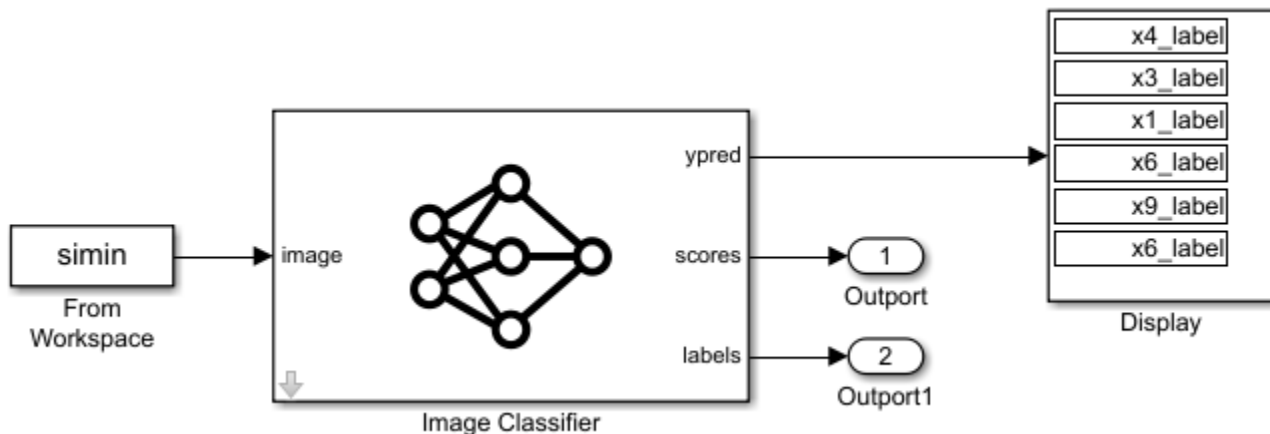 simin
From
Workspace
image
ypred
scores
labels
Image Classifier
1
Outport
2
Outport1
x4_label
x3_label
x1_label
x6_label
x9_label
x6_label
Display